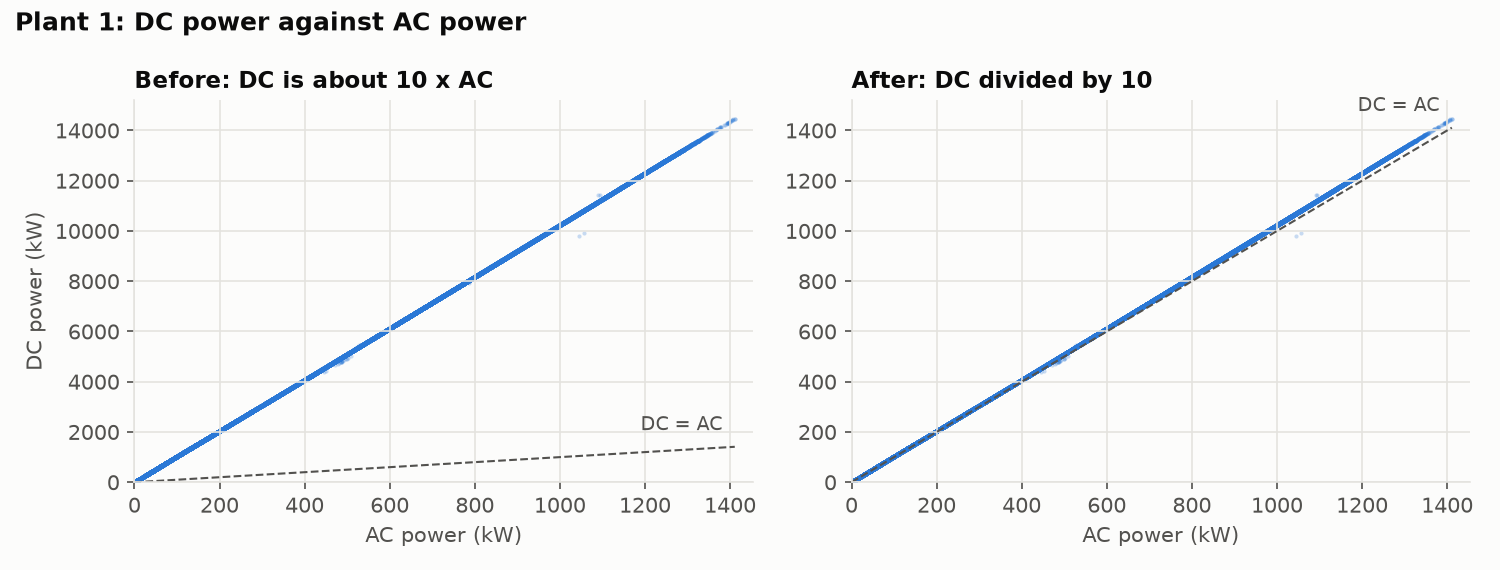 Plant 1: DC power against AC power
Before: DC is about 10 x AC
DC power (kW)
14000
12000
10000
8000
6000
4000
2000
0
DC = AC
0 200 400 600 800 1000 1200 1400
AC power (kW)
After: DC divided by 10
DC = AC
1400
1200
1000
800
600
400
200
0
0 200 400 600 800 1000 1200 1400
AC power (kW)